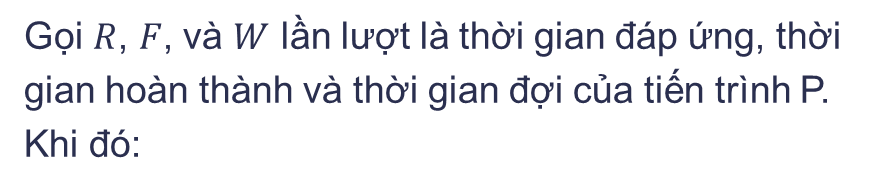 Gọi R, F, và W lần lượt là thời gian đáp ứng, thời
gian hoàn thành và thời gian đợi của tiến trình P.
Khi đó: